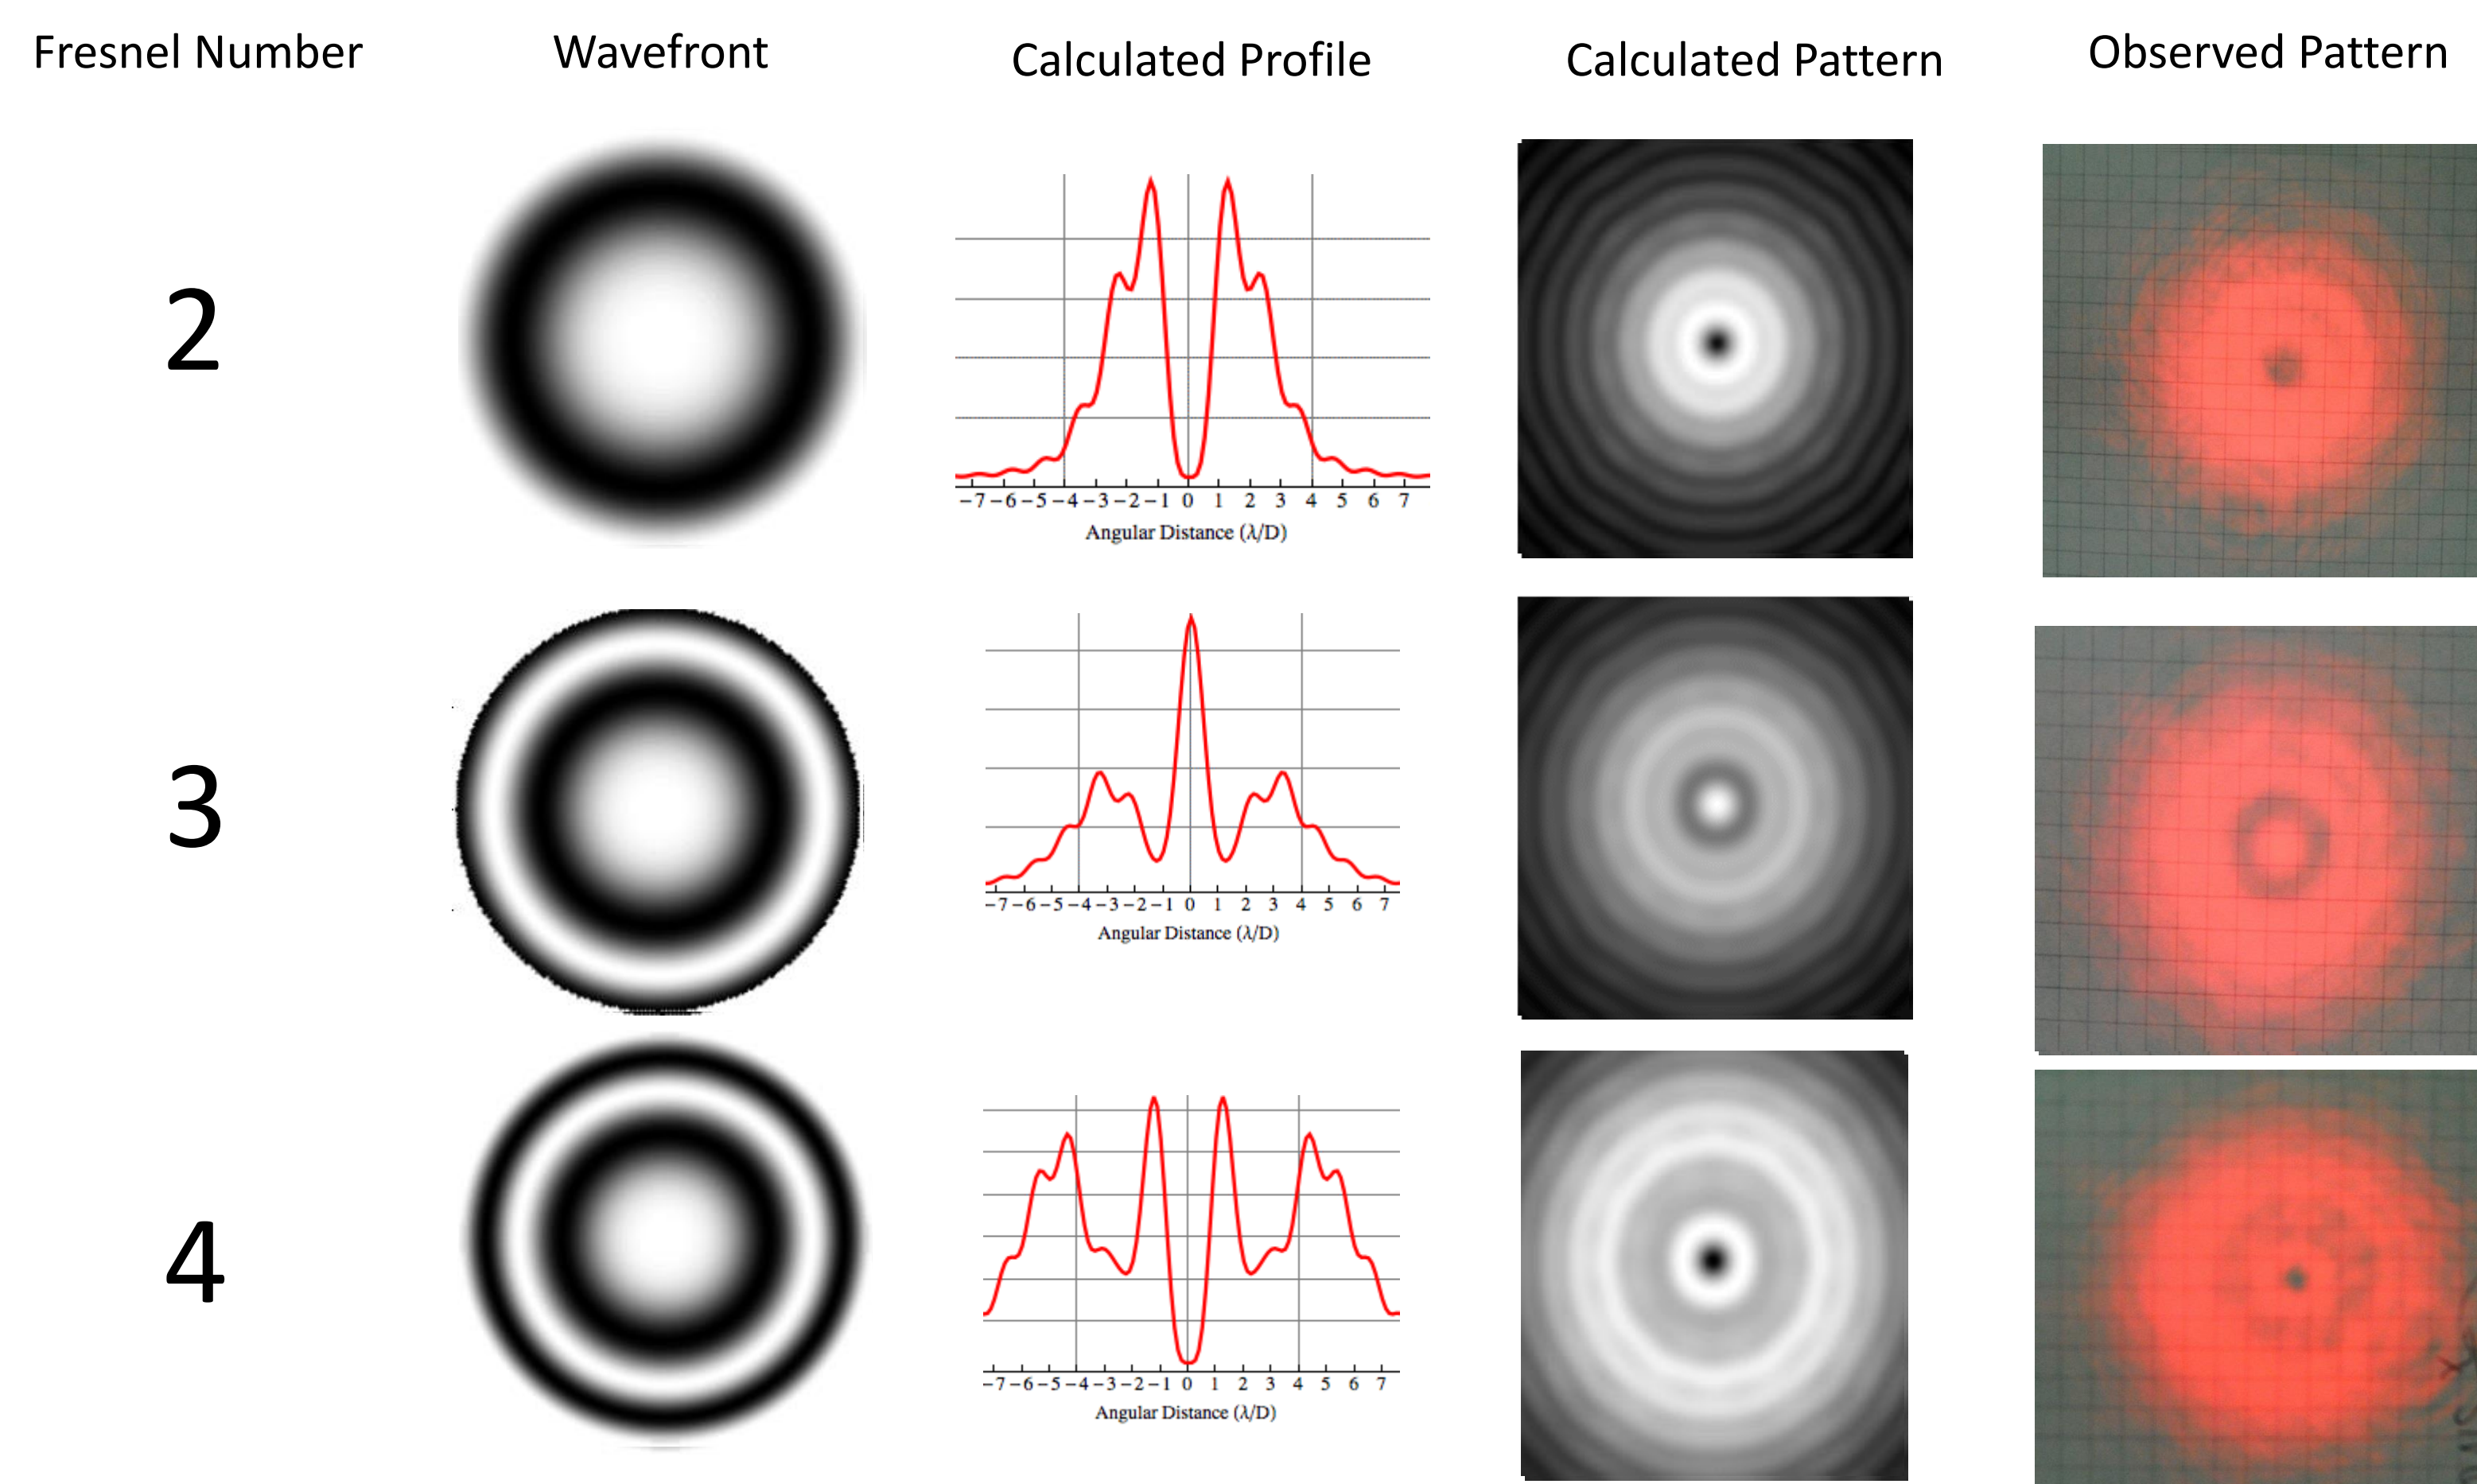 Fresnel Number Wavefront Calculated Profile Calculated Pattern Observed Pattern
2
−7 −6 −5 −4 −3 −2 −1 0 1 2 3 4 5 6 7
Angular Distance (λ/D)
3
−7 −6 −5 −4 −3 −2 −1 0 1 2 3 4 5 6 7
Angular Distance (λ/D)
4
−7 −6 −5 −4 −3 −2 −1 0 1 2 3 4 5 6 7
Angular Distance (λ/D)